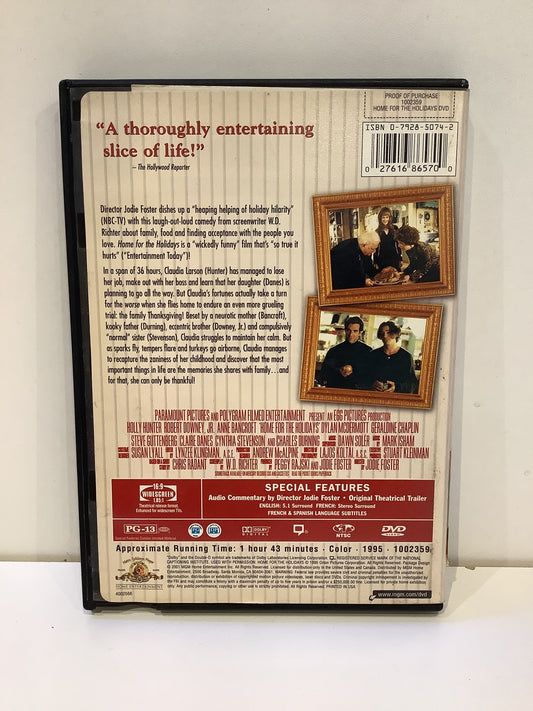 PROOF OF PURCHASE
1002359
HOME FOR THE HOLIDAYS DVD
ISBN 0-7928-5074-2
0 27616 86570 0
“A thoroughly entertaining
slice of life!”
— The Hollywood Reporter
Director Jodie Foster dishes up a "heaping helping of holiday hilarity"
(NBC-TV) with this laugh-out-loud comedy from screenwriter W.D.
Richter about family, food and finding acceptance with the people you
love. Home for the Holidays is a "wickedly funny" film that's "so true it
hurts" ("Entertainment Today")!
In a span of 36 hours, Claudia Larson (Hunter) has managed to lose
her job, make out with her boss and learn that her daughter (Danes) is
planning to go all the way. But Claudia's fortunes actually take a turn
for the worse when she flies home to endure an even more grueling
trial: the family Thanksgiving! Beset by a neurotic mother (Bancroft),
kooky father (Durning), eccentric brother (Downey, Jr.) and compulsively
"normal" sister (Stevenson), Claudia struggles to maintain her calm. But
as sparks fly, tempers flare and turkeys go airborne, Claudia manages
to recapture the zaniness of her childhood and discover that the most
important things in life are the memories she shares with family...and
for that, she can only be thankful!
PARAMOUNT PICTURES AND POLYGRAM FILMED ENTERTAINMENT PRESENT AN EGG PICTURES PRODUCTION
HOLLY HUNTER ROBERT DOWNEY, JR. ANNE BANCROFT "HOME FOR THE HOLIDAYS" DYLAN MCDERMOTT GERALDINE CHAPLIN
STEVE GUTTENBERG CLAIRE DANES CYNTHIA STEVENSON AND CHARLES DURNING DAWN SOLÉR MARK ISHAM
SUSAN LYALL LYNZEE KLINGMAN, A.C.E. ANDREW McALPINE LAJOS KOLTAI, A.S.C. STUART KLEINMAN
CHRIS RADANT W.D. RICHTER PEGGY RAJSKI AND JODIE FOSTER JODIE FOSTER
16:9
WIDESCREEN
1.85:1
Theatrical release format.
Enhanced for widescreen TVs.
SPECIAL FEATURES
Audio Commentary by Director Jodie Foster • Original Theatrical Trailer
ENGLISH: 5.1 Surround FRENCH: Stereo Surround
FRENCH & SPANISH LANGUAGE SUBTITLES
PG-13
DOLBY
DIGITAL
NTSC
DVD
VIDEO
Approximate Running Time: 1 hour 43 minutes - Color - 1995 - 1002359
MGM
HOME ENTERTAINMENT
www.mgm.com/dvd